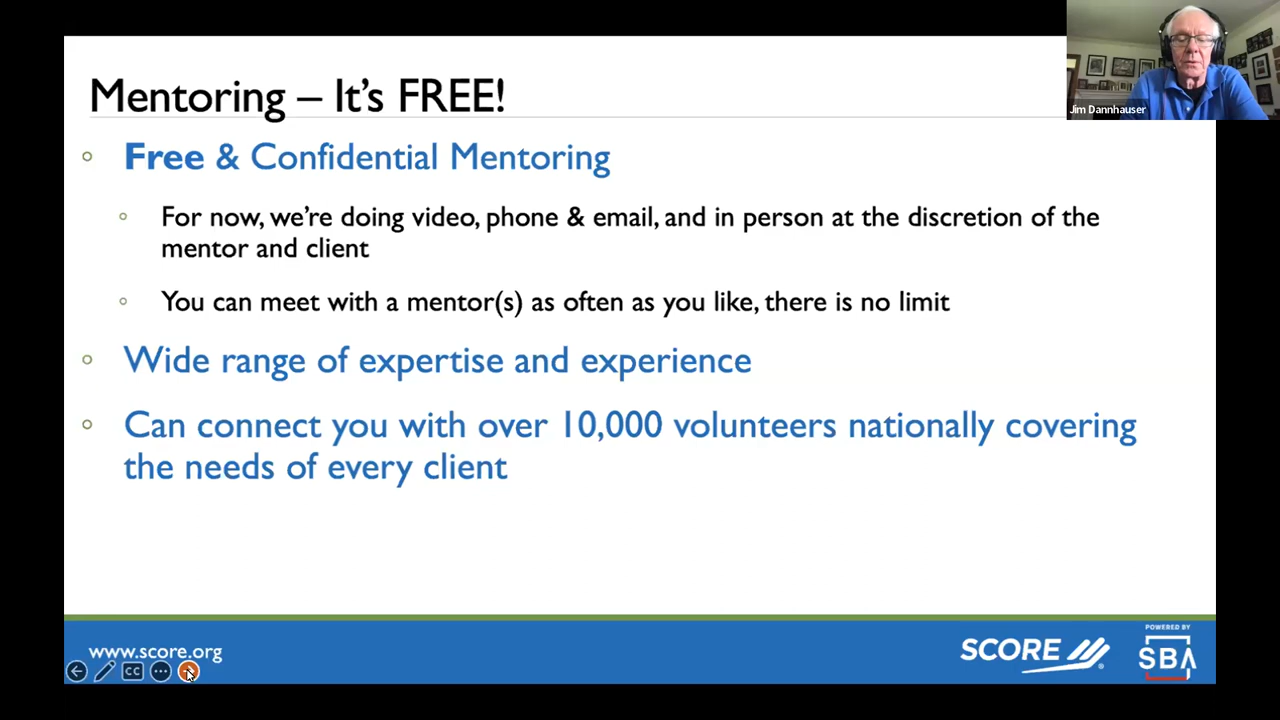 Jim Dannhauser
Mentoring – It's FREE!
Free & Confidential Mentoring
For now, we're doing video, phone & email, and in person at the discretion of the
mentor and client
You can meet with a mentor(s) as often as you like, there is no limit
Wide range of expertise and experience
Can connect you with over 10,000 volunteers nationally covering
the needs of every client
www.score.org
CC
SCORE
POWERED BY
SBA